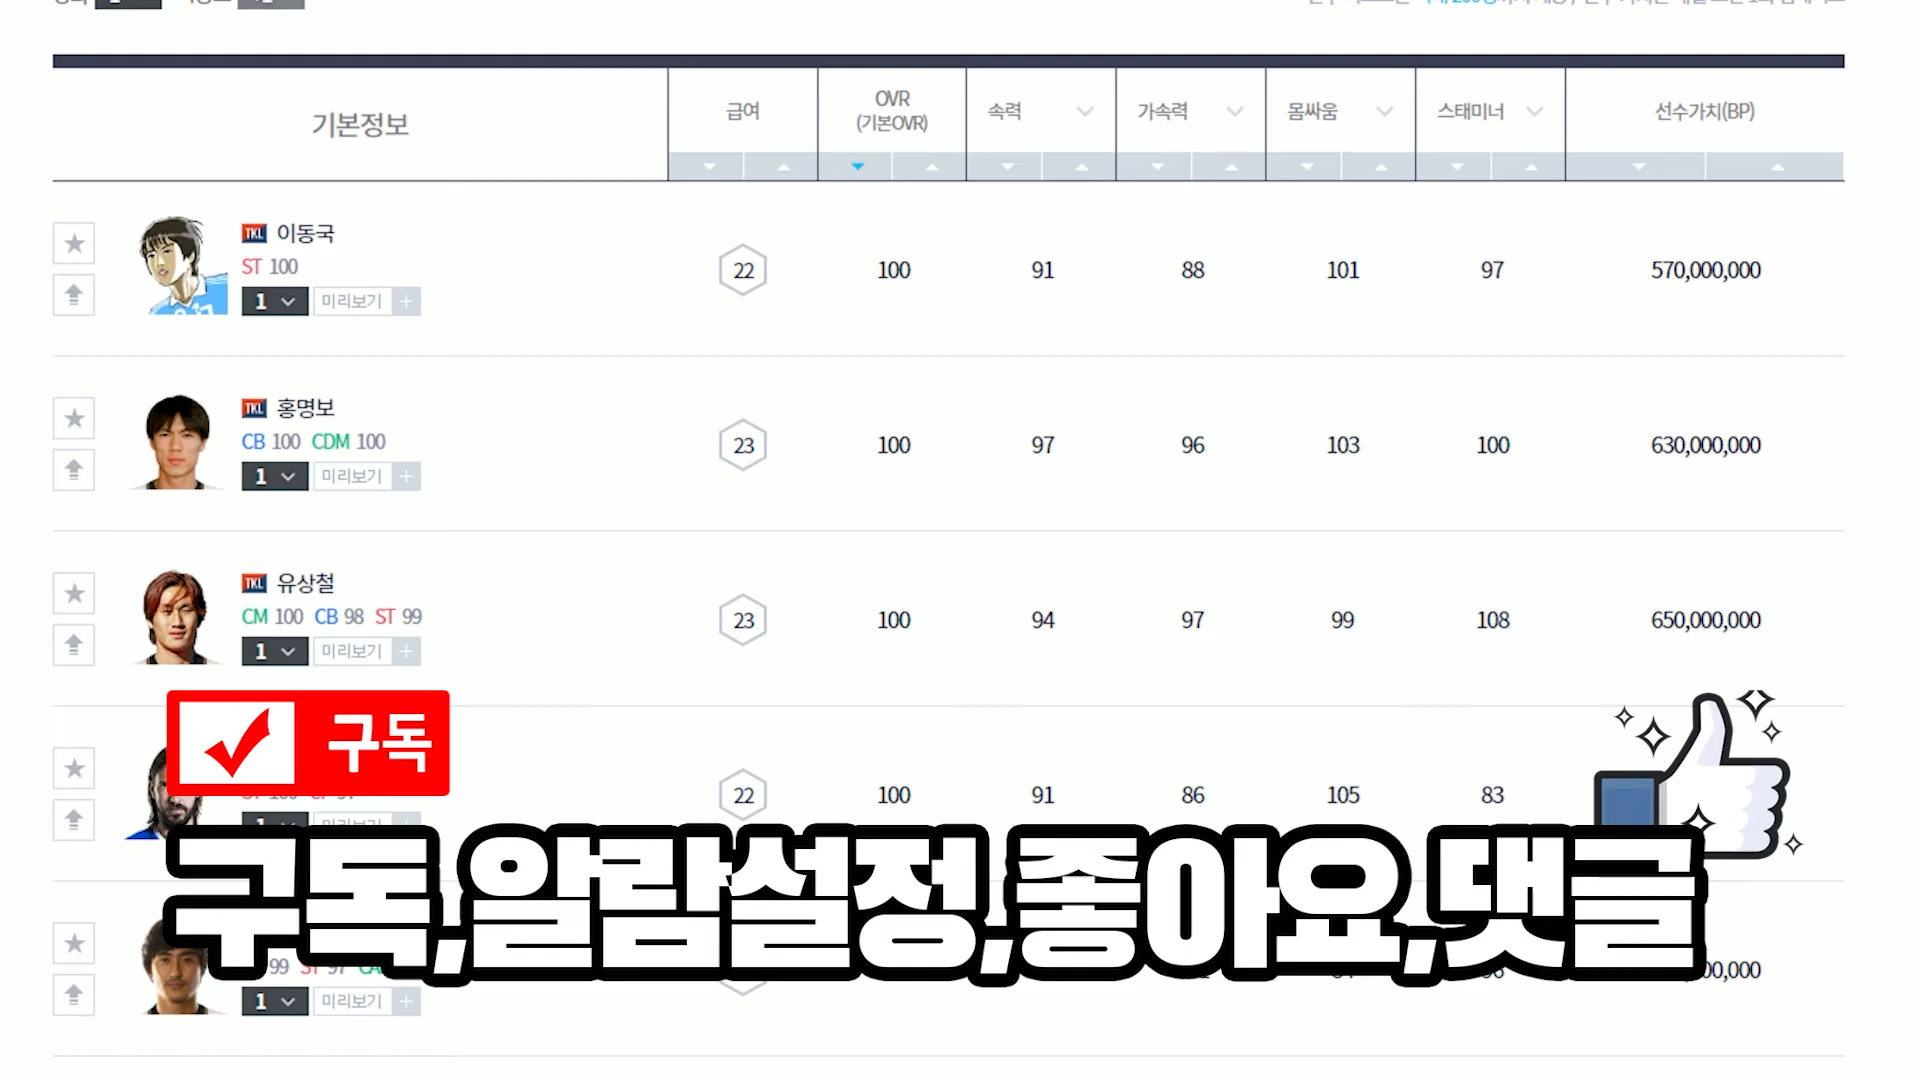 기본정보 급여 OVR (기본OVR) 속력 가속력 몸싸움 스태미너 선수가치(BP)
TKL 이동국
ST 100
1 미리보기 +
22 100 91 88 101 97 570,000,000
TKL 홍명보
CB 100 CDM 100
1 미리보기 +
23 100 97 96 103 100 630,000,000
TKL 유상철
CM 100 CB 98 ST 99
1 미리보기 +
23 100 94 97 99 108 650,000,000
구독
22 100 91 86 105 83
구독,알람설정,좋아요,댓글
99 ST 97
1 미리보기 +